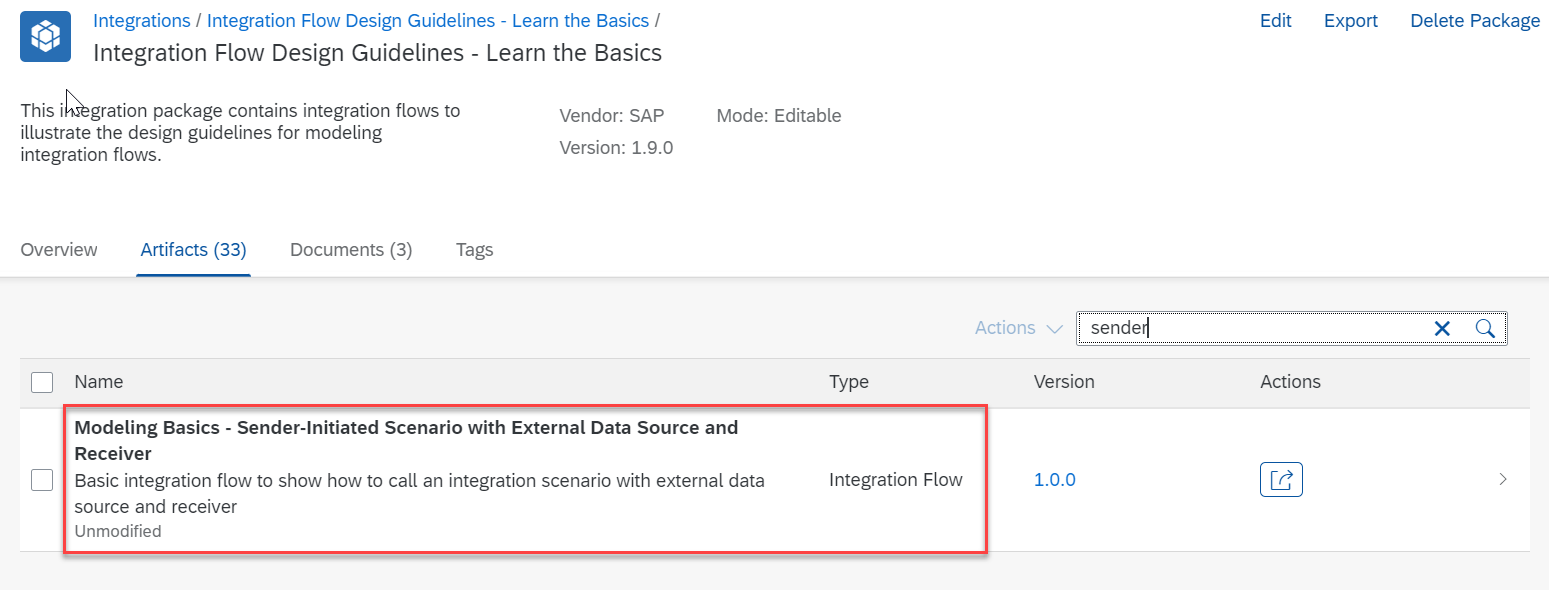 Integrations / Integration Flow Design Guidelines - Learn the Basics /
Edit Export Delete Package
Integration Flow Design Guidelines - Learn the Basics
This integration package contains integration flows to
illustrate the design guidelines for modeling
integration flows.
Vendor: SAP Mode: Editable
Version: 1.9.0
Overview Artifacts (33) Documents (3) Tags
Actions sender
Name Type Version Actions
Modeling Basics - Sender-Initiated Scenario with External Data Source and
Receiver
Basic integration flow to show how to call an integration scenario with external data
source and receiver
Unmodified
Integration Flow 1.0.0